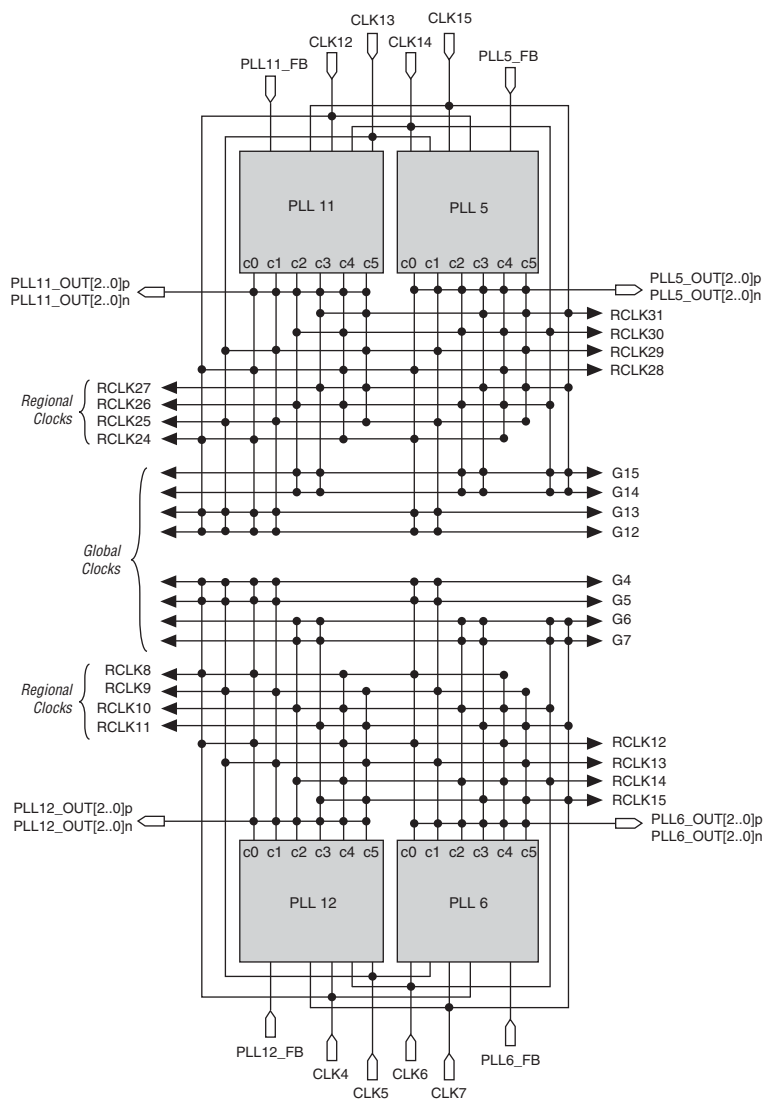 CLK13
CLK15
CLK12
CLK14
PLL11_FB
PLL5_FB
PLL 11
PLL 5
c0 c1 c2 c3 c4 c5
c0 c1 c2 c3 c4 c5
PLL11_OUT[2..0]p
PLL11_OUT[2..0]n
PLL5_OUT[2..0]p
PLL5_OUT[2..0]n
RCLK31
RCLK30
RCLK29
RCLK28
Regional
Clocks
RCLK27
RCLK26
RCLK25
RCLK24
G15
G14
G13
G12
Global
Clocks
G4
G5
G6
G7
Regional
Clocks
RCLK8
RCLK9
RCLK10
RCLK11
RCLK12
RCLK13
RCLK14
RCLK15
PLL12_OUT[2..0]p
PLL12_OUT[2..0]n
PLL6_OUT[2..0]p
PLL6_OUT[2..0]n
c0 c1 c2 c3 c4 c5
c0 c1 c2 c3 c4 c5
PLL 12
PLL 6
PLL12_FB
PLL6_FB
CLK4
CLK6
CLK5
CLK7